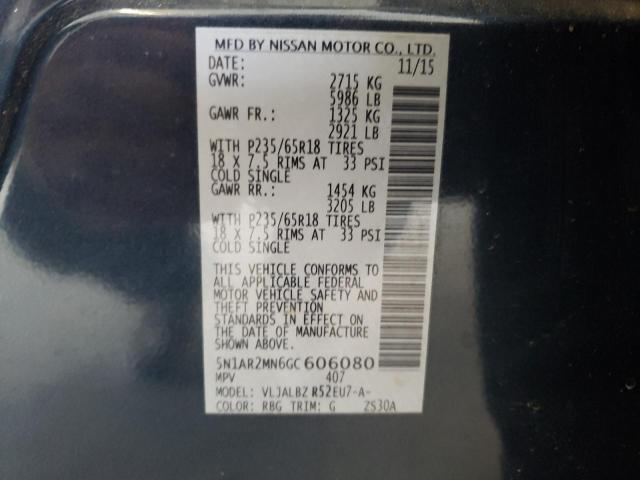 MFD BY NISSAN MOTOR CO., LTD.
DATE: 11/15
GVWR: 2715 KG
5986 LB
GAWR FR.: 1325 KG
2921 LB
WITH P235/65R18 TIRES
18 X 7.5 RIMS AT 33 PSI
COLD SINGLE
GAWR RR.: 1454 KG
3205 LB
WITH P235/65R18 TIRES
18 X 7.5 RIMS AT 33 PSI
COLD SINGLE
THIS VEHICLE CONFORMS TO
ALL APPLICABLE FEDERAL
MOTOR VEHICLE SAFETY AND
THEFT PREVENTION
STANDARDS IN EFFECT ON
THE DATE OF MANUFACTURE
SHOWN ABOVE.
5N1AR2MN6GC606080
MPV 407
MODEL: VLJALBZ R52EU7-A-
COLOR: RBG TRIM: G ZS30A